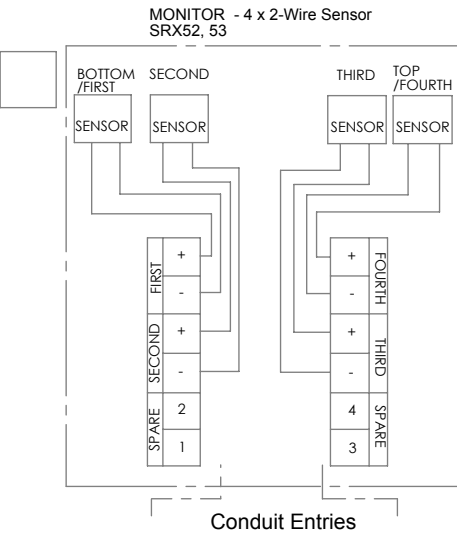 MONITOR - 4 x 2-Wire Sensor
SRX52, 53
BOTTOM
/FIRST
SECOND
THIRD
TOP
/FOURTH
SENSOR
SENSOR
SENSOR
SENSOR
FIRST
+
-
SECOND
+
-
SPARE
2
1
+
-
FOURTH
+
-
THIRD
4
3
SPARE
Conduit Entries